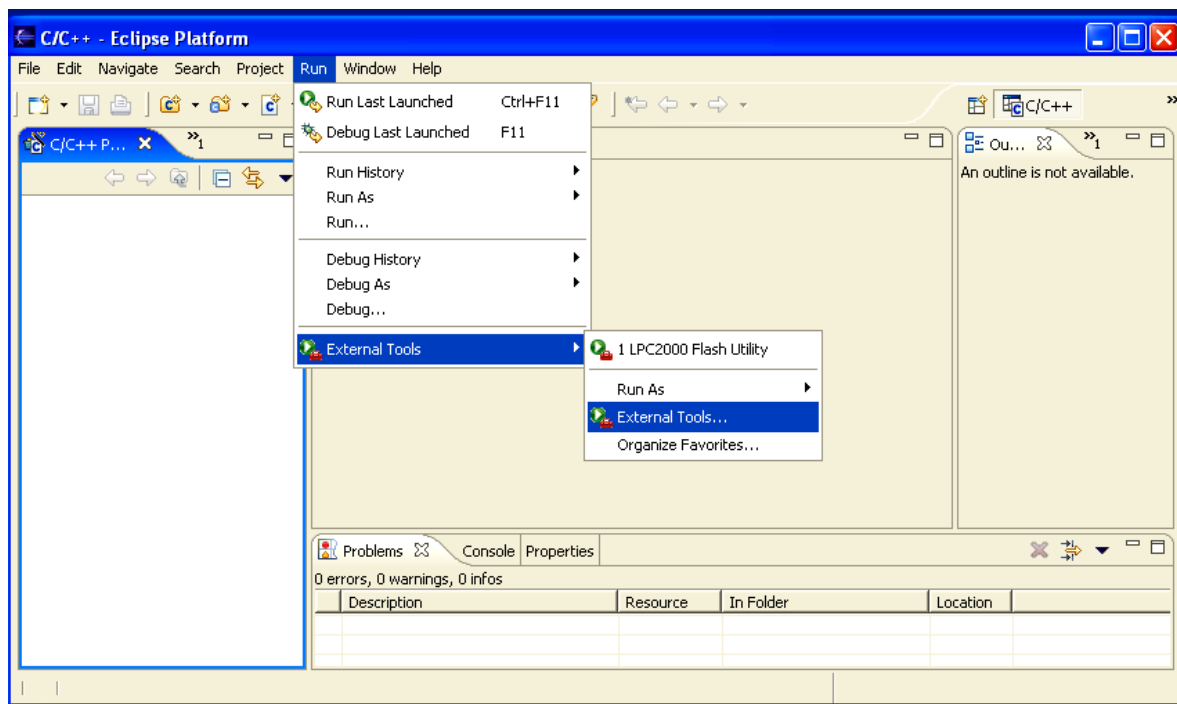 C/C++ - Eclipse Platform
File Edit Navigate Search Project Run Window Help
C/C++
C/C++ P...
1
Ou...
1
An outline is not available.
Run Last Launched Ctrl+F11
Debug Last Launched F11
Run History
Run As
Run...
Debug History
Debug As
Debug...
External Tools
1 LPC2000 Flash Utility
Run As
External Tools...
Organize Favorites...
Problems Console Properties
0 errors, 0 warnings, 0 infos
Description Resource In Folder Location